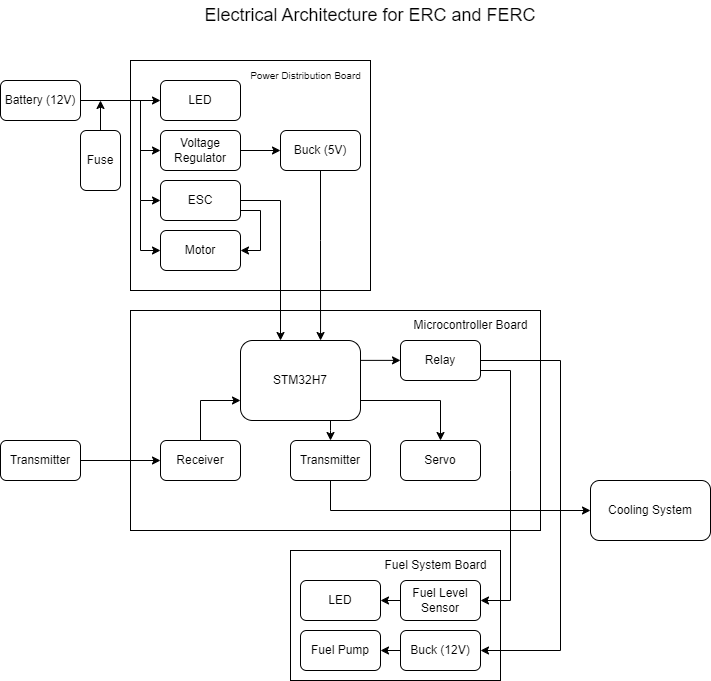 Electrical Architecture for ERC and FERC
Power Distribution Board
Battery (12V)
LED
Fuse
Voltage
Regulator
Buck (5V)
ESC
Motor
Microcontroller Board
STM32H7
Relay
Transmitter
Receiver
Transmitter
Servo
Cooling System
Fuel System Board
LED
Fuel Level
Sensor
Fuel Pump
Buck (12V)